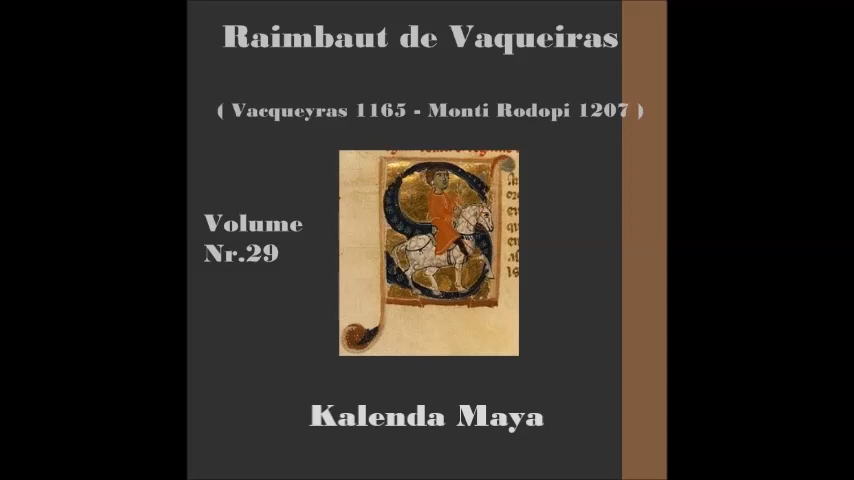 Raimbaut de Vaqueiras
( Vacqueyras 1165 - Monti Rodopi 1207 )
Volume
Nr.29
Kalenda Maya